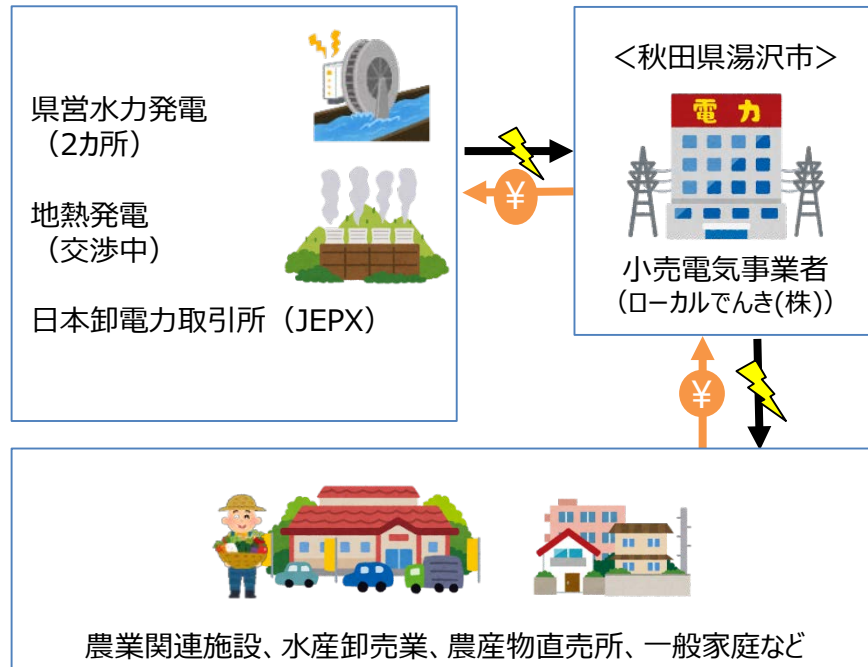 県営水力発電
（2カ所）
地熱発電
（交渉中）
日本卸電力取引所（JEPX）
¥
＜秋田県湯沢市＞
電力
小売電気事業者
（ローカルでんき(株)）
¥
農業関連施設、水産卸売業、農産物直売所、一般家庭など